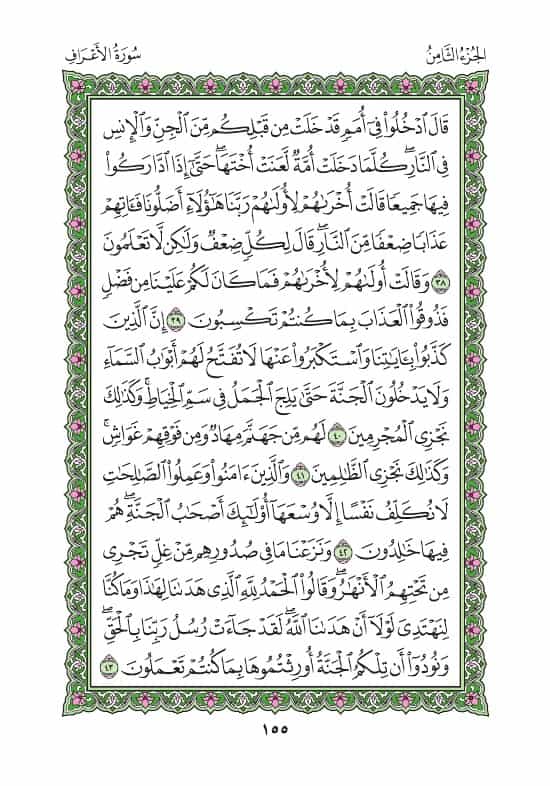 الجُزْءُ الثَّامِنُ
سُورَةُ الأَعْرَافِ
قَالَ ٱدْخُلُوا۟ فِىٓ أُمَمٍ قَدْ خَلَتْ مِن قَبْلِكُم مِّنَ ٱلْجِنِّ وَٱلْإِنسِ
فِى ٱلنَّارِ ۖ كُلَّمَا دَخَلَتْ أُمَّةٌ لَّعَنَتْ أُخْتَهَا ۖ حَتَّىٰٓ إِذَا ٱدَّارَكُوا۟
فِيهَا جَمِيعًا قَالَتْ أُخْرَىٰهُمْ لِأُولَىٰهُمْ رَبَّنَا هَٰٓؤُلَآءِ أَضَلُّونَا فَـَٔاتِهِمْ
عَذَابًا ضِعْفًا مِّنَ ٱلنَّارِ ۖ قَالَ لِكُلٍّ ضِعْفٌ وَلَٰكِن لَّا تَعْلَمُونَ
٣٨ وَقَالَتْ أُولَىٰهُمْ لِأُخْرَىٰهُمْ فَمَا كَانَ لَكُمْ عَلَيْنَا مِن فَضْلٍ
فَذُوقُوا۟ ٱلْعَذَابَ بِمَا كُنتُمْ تَكْسِبُونَ ٣٩ إِنَّ ٱلَّذِينَ
كَذَّبُوا۟ بِـَٔايَٰتِنَا وَٱسْتَكْبَرُوا۟ عَنْهَا لَا تُفَتَّحُ لَهُمْ أَبْوَٰبُ ٱلسَّمَآءِ
وَلَا يَدْخُلُونَ ٱلْجَنَّةَ حَتَّىٰ يَلِجَ ٱلْجَمَلُ فِى سَمِّ ٱلْخِيَاطِ ۚ وَكَذَٰلِكَ
نَجْزِى ٱلْمُجْرِمِينَ ٤٠ لَهُم مِّن جَهَنَّمَ مِهَادٌ وَمِن فَوْقِهِمْ غَوَاشٍ ۚ
وَكَذَٰلِكَ نَجْزِى ٱلظَّٰلِمِينَ ٤١ وَٱلَّذِينَ ءَامَنُوا۟ وَعَمِلُوا۟ ٱلصَّٰلِحَٰتِ
لَا نُكَلِّفُ نَفْسًا إِلَّا وُسْعَهَآ أُو۟لَٰٓئِكَ أَصْحَٰبُ ٱلْجَنَّةِ ۖ هُمْ
فِيهَا خَٰلِدُونَ ٤٢ وَنَزَعْنَا مَا فِى صُدُورِهِم مِّنْ غِلٍّ تَجْرِى
مِن تَحْتِهِمُ ٱلْأَنْهَٰرُ ۖ وَقَالُوا۟ ٱلْحَمْدُ لِلَّهِ ٱلَّذِى هَدَىٰنَا لِهَٰذَا وَمَا كُنَّا
لِنَهْتَدِىَ لَوْلَآ أَنْ هَدَىٰنَا ٱللَّهُ ۖ لَقَدْ جَآءَتْ رُسُلُ رَبِّنَا بِٱلْحَقِّ ۖ
وَنُودُوٓا۟ أَن تِلْكُمُ ٱلْجَنَّةُ أُورِثْتُمُوهَا بِمَا كُنتُمْ تَعْمَلُونَ ٤٣
١٥٥